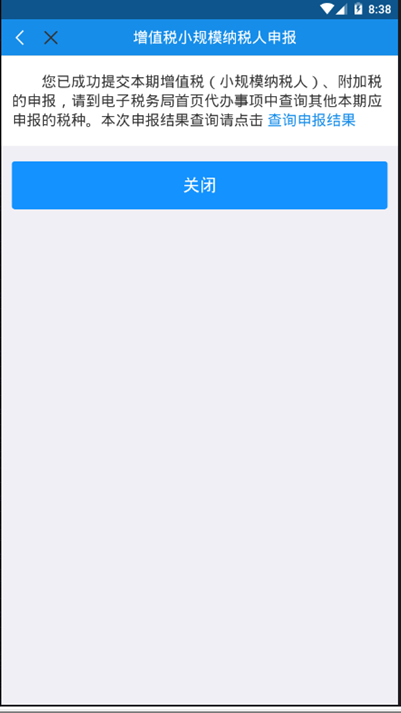 8:38
增值税小规模纳税人申报
您已成功提交本期增值税（小规模纳税人）、附加税
的申报，请到电子税务局首页代办事项中查询其他本期应
申报的税种。本次申报结果查询请点击 查询申报结果
关闭